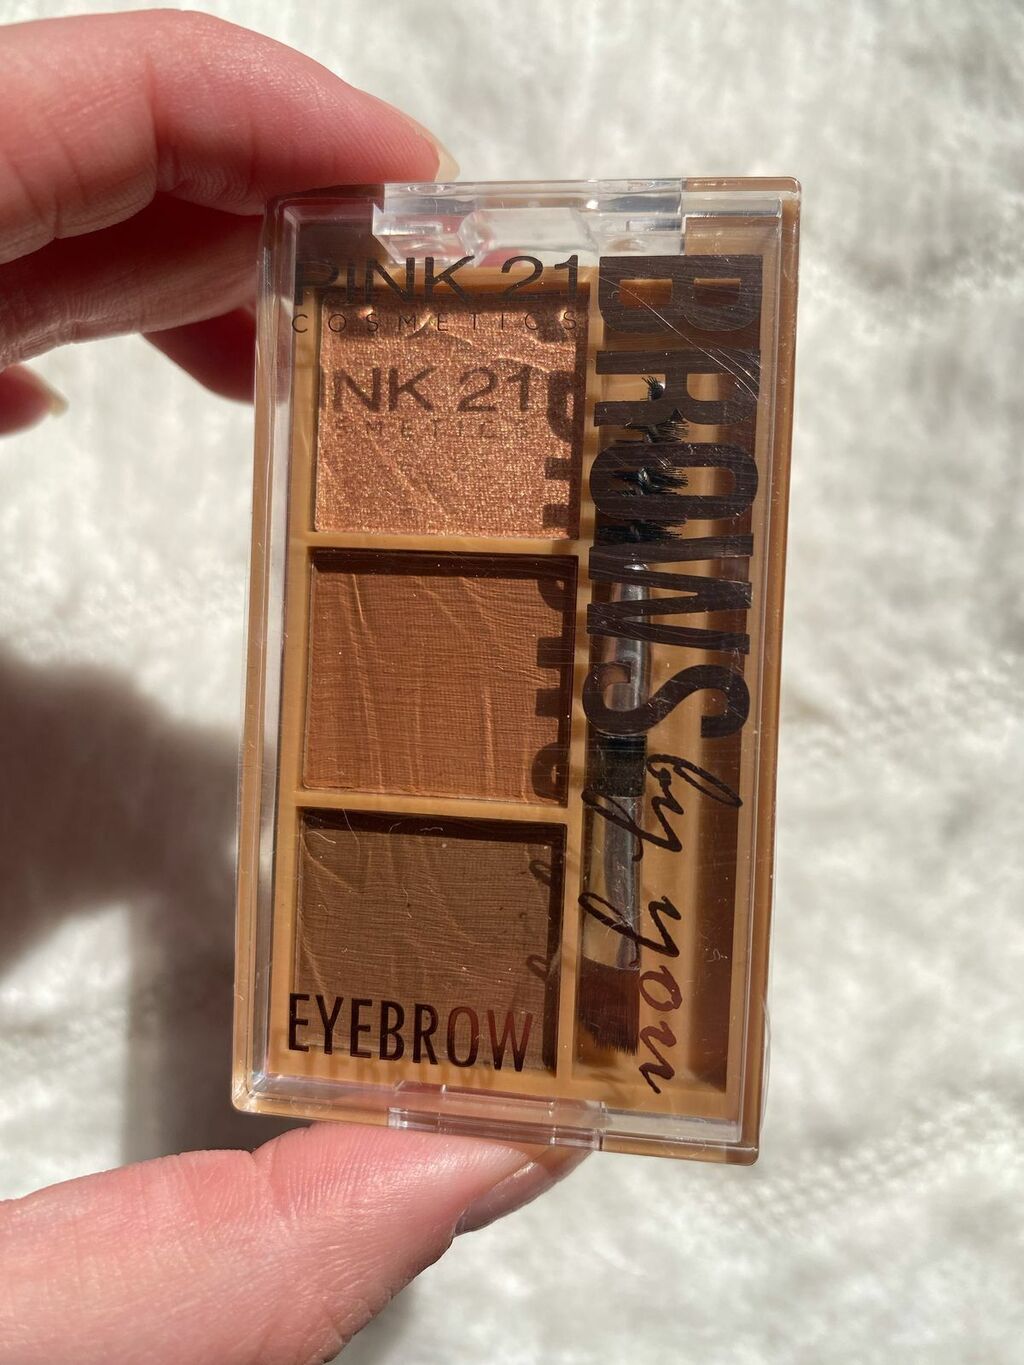 PINK 21
COSMETICS
BROWS by you
EYEBROW